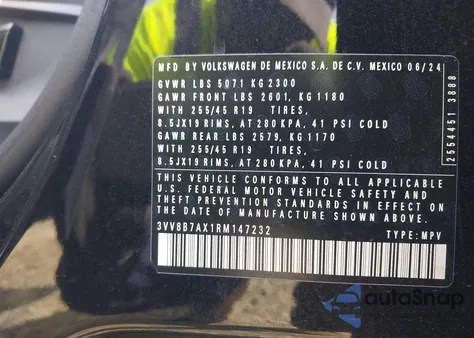 MFD BY VOLKSWAGEN DE MEXICO S.A. DE C.V. MEXICO 06/24
GVWR LBS 5071 KG 2300
GAWR FRONT LBS 2601, KG 1180
WITH 255/45 R19 TIRES,
8.5JX19 RIMS, AT 280 KPA, 41 PSI COLD
GAWR REAR LBS 2579, KG 1170
WITH 255/45 R19 TIRES,
8.5JX19 RIMS, AT 280 KPA, 41 PSI COLD
THIS VEHICLE CONFORMS TO ALL APPLICABLE
U.S. FEDERAL MOTOR VEHICLE SAFETY AND
THEFT PREVENTION STANDARDS IN EFFECT ON
THE DATE OF MANUFACTURE SHOWN ABOVE.
3VV8B7AX1RM147232 TYPE: MPV
2554451 3888
autoSnap